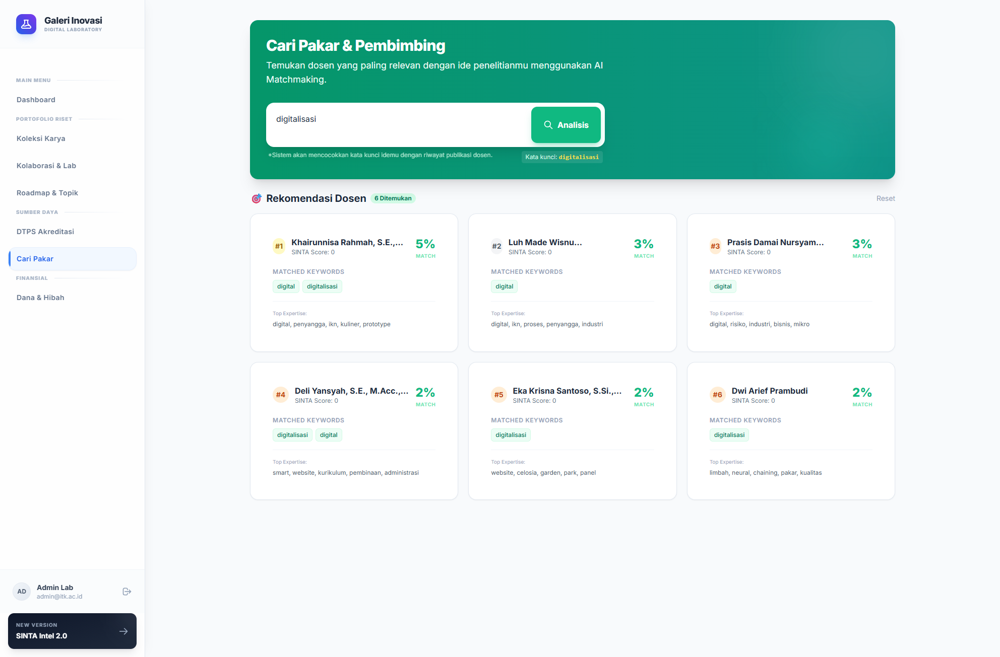 Galeri Inovasi
DIGITAL LABORATORY
MAIN MENU
Dashboard
PORTOFOLIO RISET
Koleksi Karya
Kolaborasi & Lab
Roadmap & Topik
SUMBER DAYA
DTPS Akreditasi
Cari Pakar
FINANSIAL
Dana & Hibah
AD
Admin Lab
admin@itk.ac.id
NEW VERSION
SINTA Intel 2.0
Cari Pakar & Pembimbing
Temukan dosen yang paling relevan dengan ide penelitianmu menggunakan AI
Matchmaking.
digitalisasi
Analisis
*Sistem akan mencocokkan kata kunci idemu dengan riwayat publikasi dosen.
Kata kunci: digitalisasi
Rekomendasi Dosen
6 Ditemukan
Reset
#1
Khairunnisa Rahmah, S.E.,...
SINTA Score: 0
5%
MATCH
MATCHED KEYWORDS
digital
digitalisasi
Top Expertise:
digital, penyangga, ikn, kuliner, prototype
#2
Luh Made Wisnu...
SINTA Score: 0
3%
MATCH
MATCHED KEYWORDS
digital
Top Expertise:
digital, ikn, proses, penyangga, industri
#3
Prasis Damai Nursyam...
SINTA Score: 0
3%
MATCH
MATCHED KEYWORDS
digital
Top Expertise:
digital, risiko, industri, bisnis, mikro
#4
Deli Yansyah, S.E., M.Acc.,...
SINTA Score: 0
2%
MATCH
MATCHED KEYWORDS
digitalisasi
digital
Top Expertise:
smart, website, kurikulum, pembinaan, administrasi
#5
Eka Krisna Santoso, S.Si.,...
SINTA Score: 0
2%
MATCH
MATCHED KEYWORDS
digitalisasi
Top Expertise:
website, celosia, garden, park, panel
#6
Dwi Arief Prambudi
SINTA Score: 0
2%
MATCH
MATCHED KEYWORDS
digitalisasi
Top Expertise:
limbah, neural, chaining, pakar, kualitas